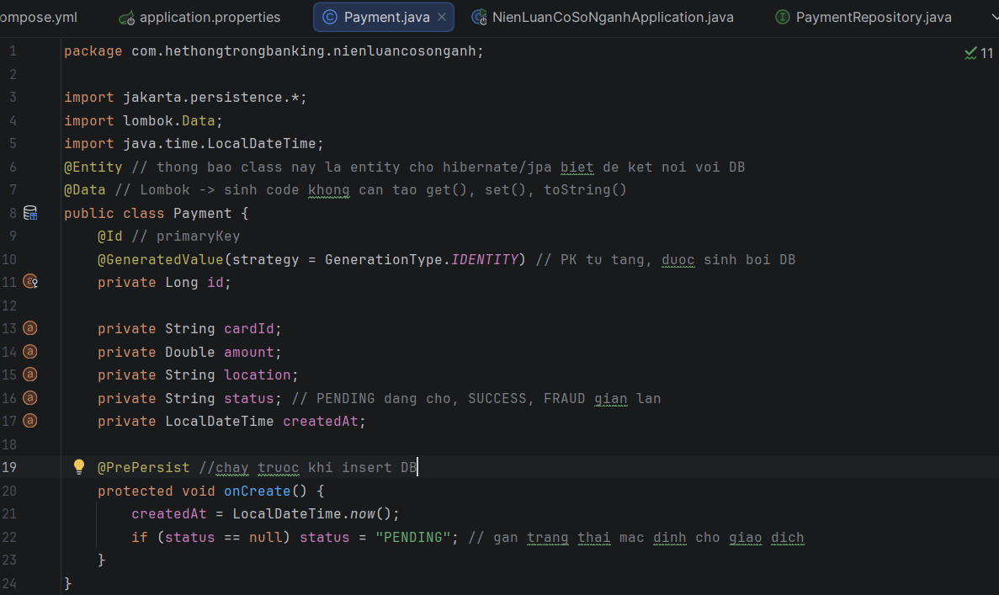 ompose.yml application.properties Payment.java NienLuanCoSoNganhApplication.java PaymentRepository.java
1 package com.hethongtrongbanking.nienluancosonganh; 11
2
3 import jakarta.persistence.*;
4 import lombok.Data;
5 import java.time.LocalDateTime;
6 @Entity // thong bao class nay la entity cho hibernate/jpa biet de ket noi voi DB
7 @Data // Lombok -> sinh code khong can tao get(), set(), toString()
8 public class Payment {
9 @Id // primaryKey
10 @GeneratedValue(strategy = GenerationType.IDENTITY) // PK tu tang, duoc sinh boi DB
11 private Long id;
12
13 private String cardId;
14 private Double amount;
15 private String location;
16 private String status; // PENDING dang cho, SUCCESS, FRAUD gian lan
17 private LocalDateTime createdAt;
18
19 @PrePersist //chay truoc khi insert DB
20 protected void onCreate() {
21 createdAt = LocalDateTime.now();
22 if (status == null) status = "PENDING"; // gan trang thai mac dinh cho giao dich
23 }
24 }